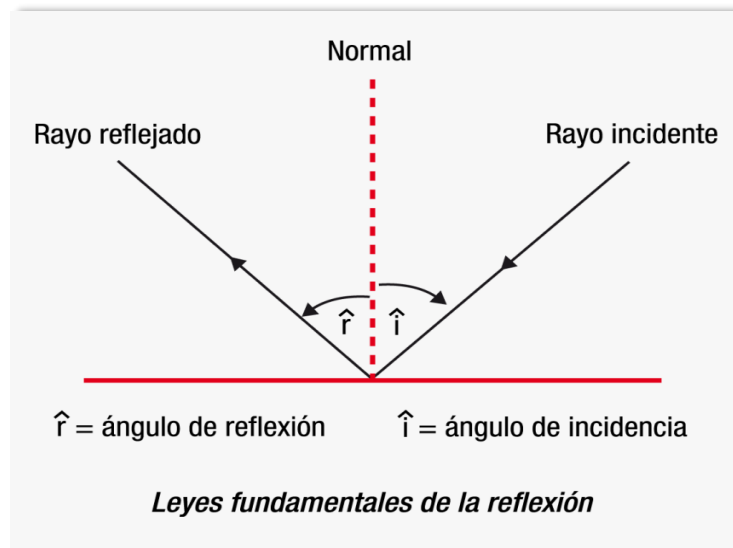 Normal
Rayo reflejado
Rayo incidente
r̂
î
r̂ = ángulo de reflexión
î = ángulo de incidencia
Leyes fundamentales de la reflexión